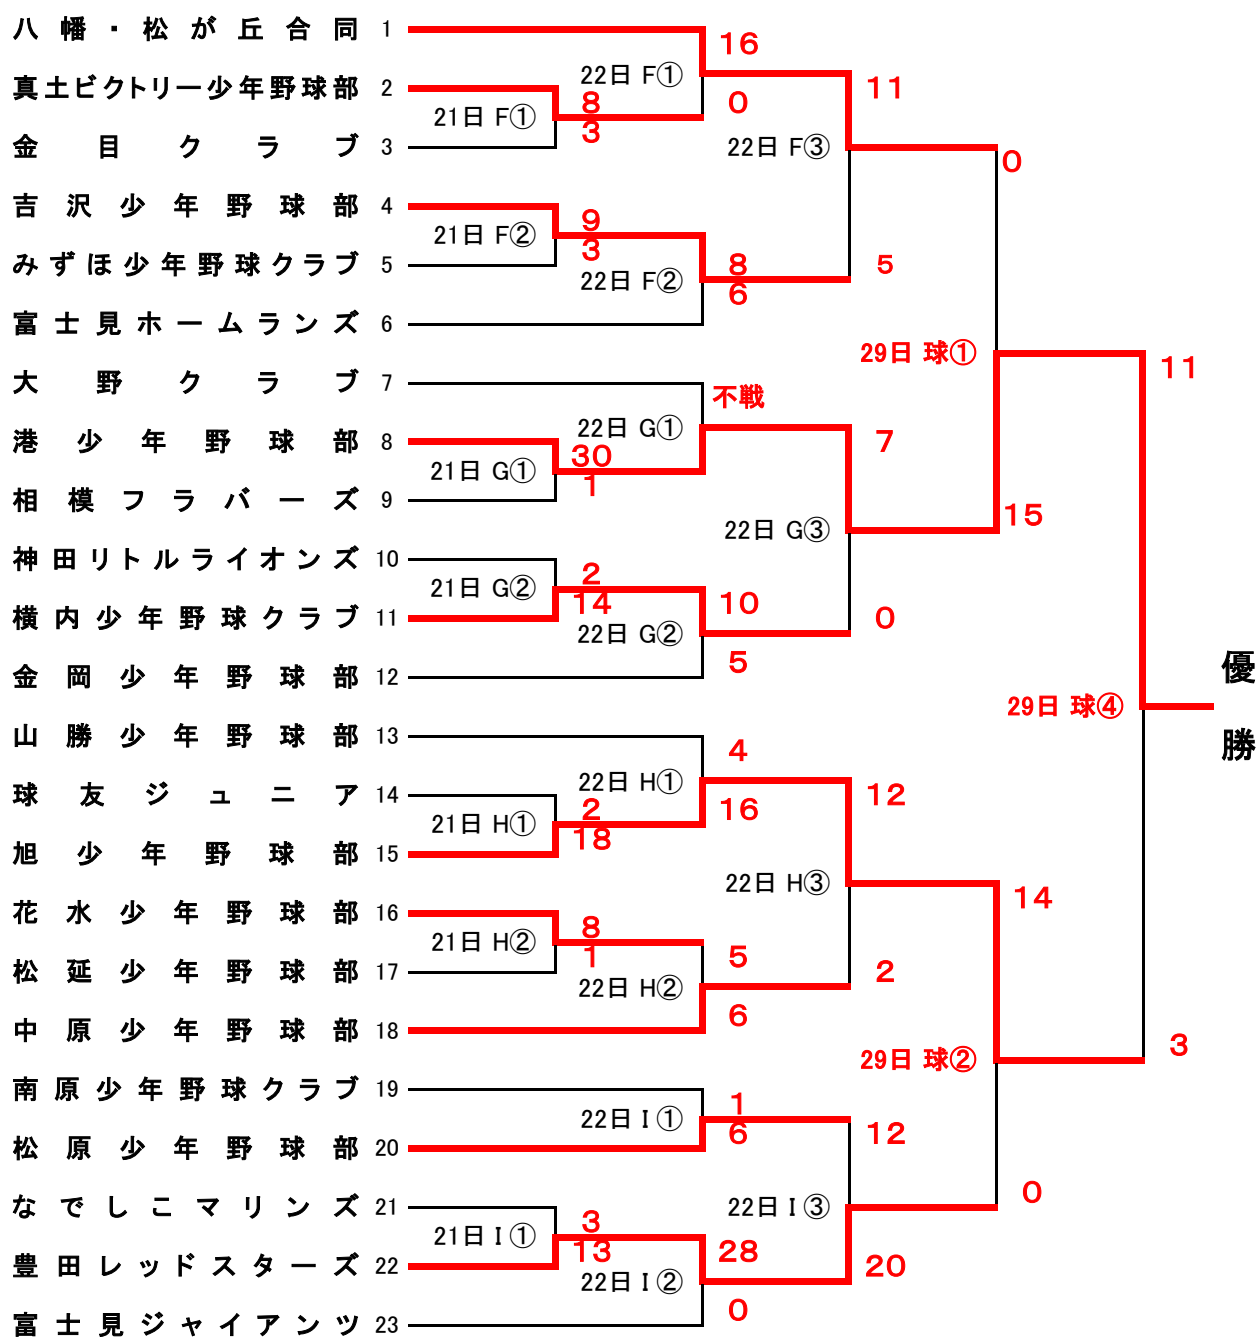 八幡・松が丘合同 1
16
22日 F①
11
真土ビクトリー少年野球部 2
8
0
21日 F①
3
金目クラブ 3
22日 F③
0
吉沢少年野球部 4
9
21日 F②
3
8
5
みずほ少年野球クラブ 5
22日 F②
6
富士見ホームランズ 6
29日 球①
11
大野クラブ 7
不戦
22日 G①
7
港少年野球部 8
30
21日 G①
1
相模フラバーズ 9
15
22日 G③
神田リトルライオンズ 10
2
21日 G②
14
10
0
横内少年野球クラブ 11
22日 G②
5
金岡少年野球部 12
優勝
29日 球④
山勝少年野球部 13
4
22日 H①
12
球友ジュニア 14
2
16
21日 H①
18
旭少年野球部 15
22日 H③
14
花水少年野球部 16
8
21日 H②
1
5
2
松延少年野球部 17
22日 H②
6
中原少年野球部 18
29日 球②
3
南原少年野球クラブ 19
1
22日 I①
6
12
松原少年野球部 20
0
なでしこマリンズ 21
22日 I③
3
21日 I①
13
28
20
豊田レッドスターズ 22
22日 I②
0
富士見ジャイアンツ 23